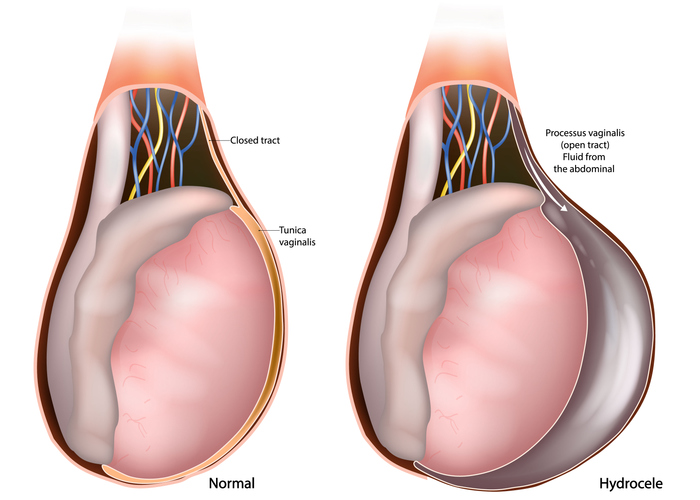 Closed tract
Tunica
vaginalis
Normal
Processus vaginalis
(open tract)
Fluid from
the abdominal
Hydrocele